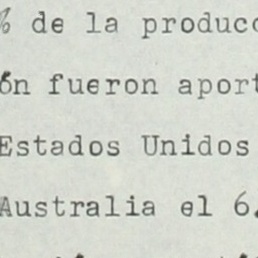 % de la produc
ón fueron aport
Estados Unidos
Australia el 6.